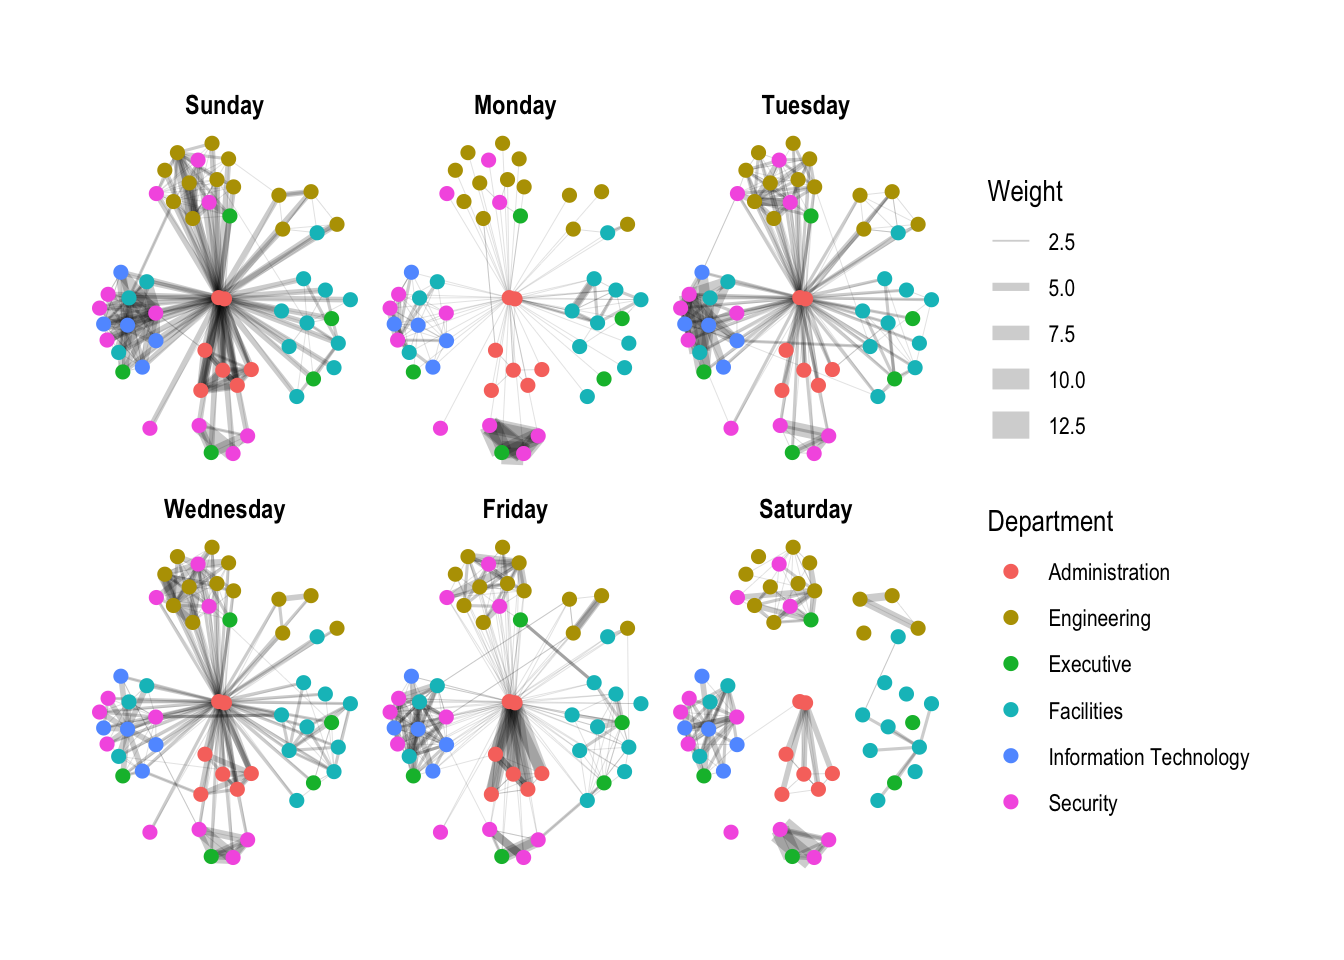 Sunday
Monday
Tuesday
Wednesday
Friday
Saturday
Weight
2.5
5.0
7.5
10.0
12.5
Department
Administration
Engineering
Executive
Facilities
Information Technology
Security